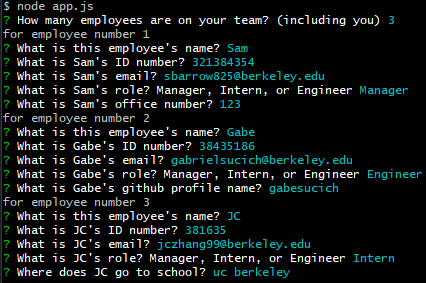 $ node app.js
? How many employees are on your team? (including you) 3
for employee number 1
? What is this employee's name? Sam
? What is Sam's ID number? 321384354
? What is Sam's email? sbarrow825@berkeley.edu
? What is Sam's role? Manager, Intern, or Engineer Manager
? What is Sam's office number? 123
for employee number 2
? What is this employee's name? Gabe
? What is Gabe's ID number? 38435186
? What is Gabe's email? gabrielsucich@berkeley.edu
? What is Gabe's role? Manager, Intern, or Engineer Engineer
? What is Gabe's github profile name? gabesucich
for employee number 3
? What is this employee's name? JC
? What is JC's ID number? 381635
? What is JC's email? jczhang99@berkeley.edu
? What is JC's role? Manager, Intern, or Engineer Intern
? Where does JC go to school? uc berkeley